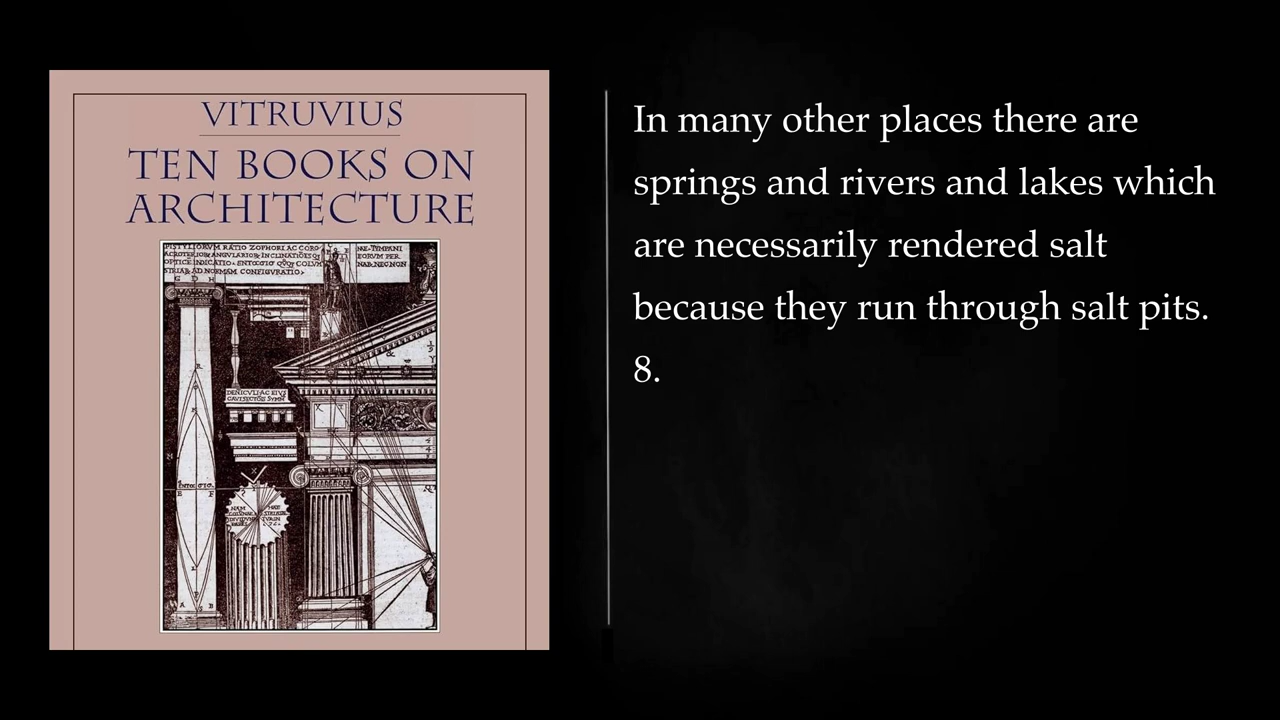 VITRUVIUS
TEN BOOKS ON
ARCHITECTURE
In many other places there are
springs and rivers and lakes which
are necessarily rendered salt
because they run through salt pits.
8.